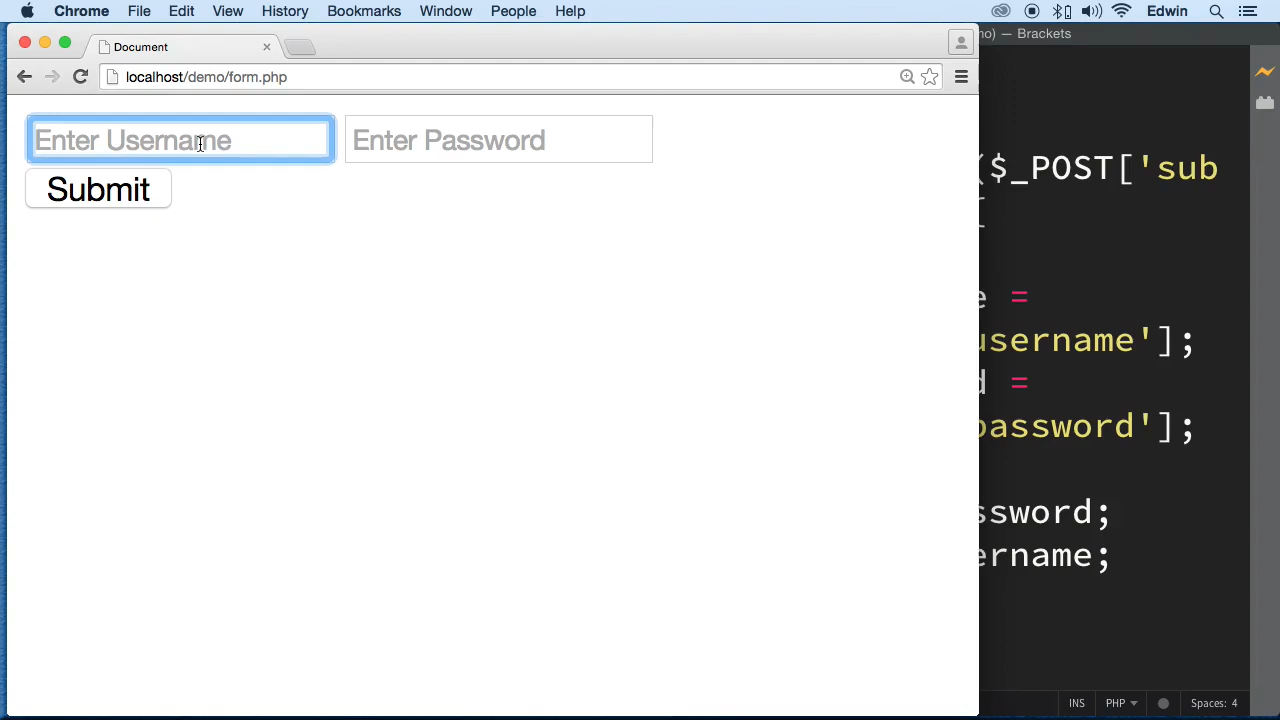 Chrome File Edit View History Bookmarks Window People Help Edwin
Document
o) — Brackets
localhost/demo/form.php
Enter Username Enter Password
Submit
($_POST['sub
{
e =
username'];
d =
password'];
ssword;
ername;
INS PHP Spaces: 4